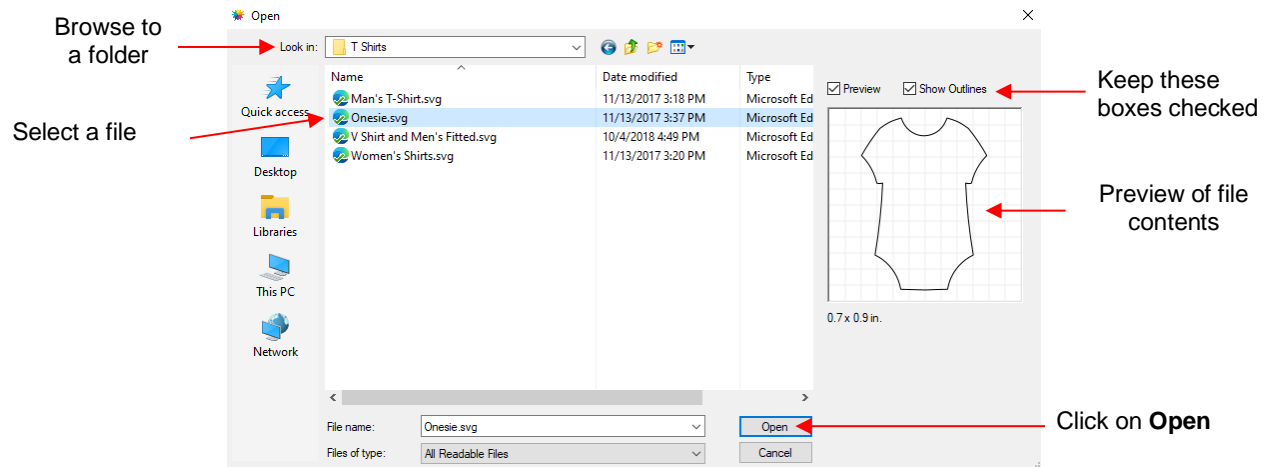 Open
Browse to
a folder
Look in:
T Shirts
Name
Date modified
Type
Man's T-Shirt.svg
11/13/2017 3:18 PM
Microsoft Ed
Onesie.svg
11/13/2017 3:37 PM
Microsoft Ed
V Shirt and Men's Fitted.svg
10/4/2018 4:49 PM
Microsoft Ed
Women's Shirts.svg
11/13/2017 3:20 PM
Microsoft Ed
Quick access
Desktop
Libraries
This PC
Network
Select a file
Preview
Show Outlines
Keep these
boxes checked
Preview of file
contents
0.7 x 0.9 in.
File name:
Onesie.svg
Open
Click on Open
Files of type:
All Readable Files
Cancel